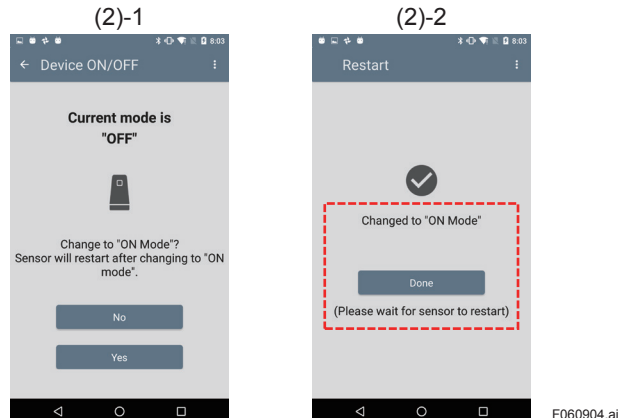 (2)-1
8:03
Device ON/OFF
Current mode is
"OFF"
Change to "ON Mode"?
Sensor will restart after changing to "ON
mode".
No
Yes
(2)-2
8:03
Restart
Changed to "ON Mode"
Done
(Please wait for sensor to restart)
F060904.ai